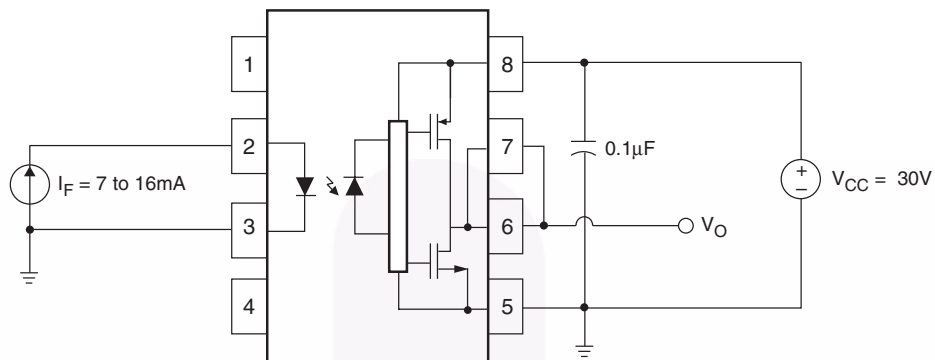 1
8
2
7
I_F = 7 to 16mA
0.1μF
+
–
V_CC = 30V
3
6
V_O
4
5